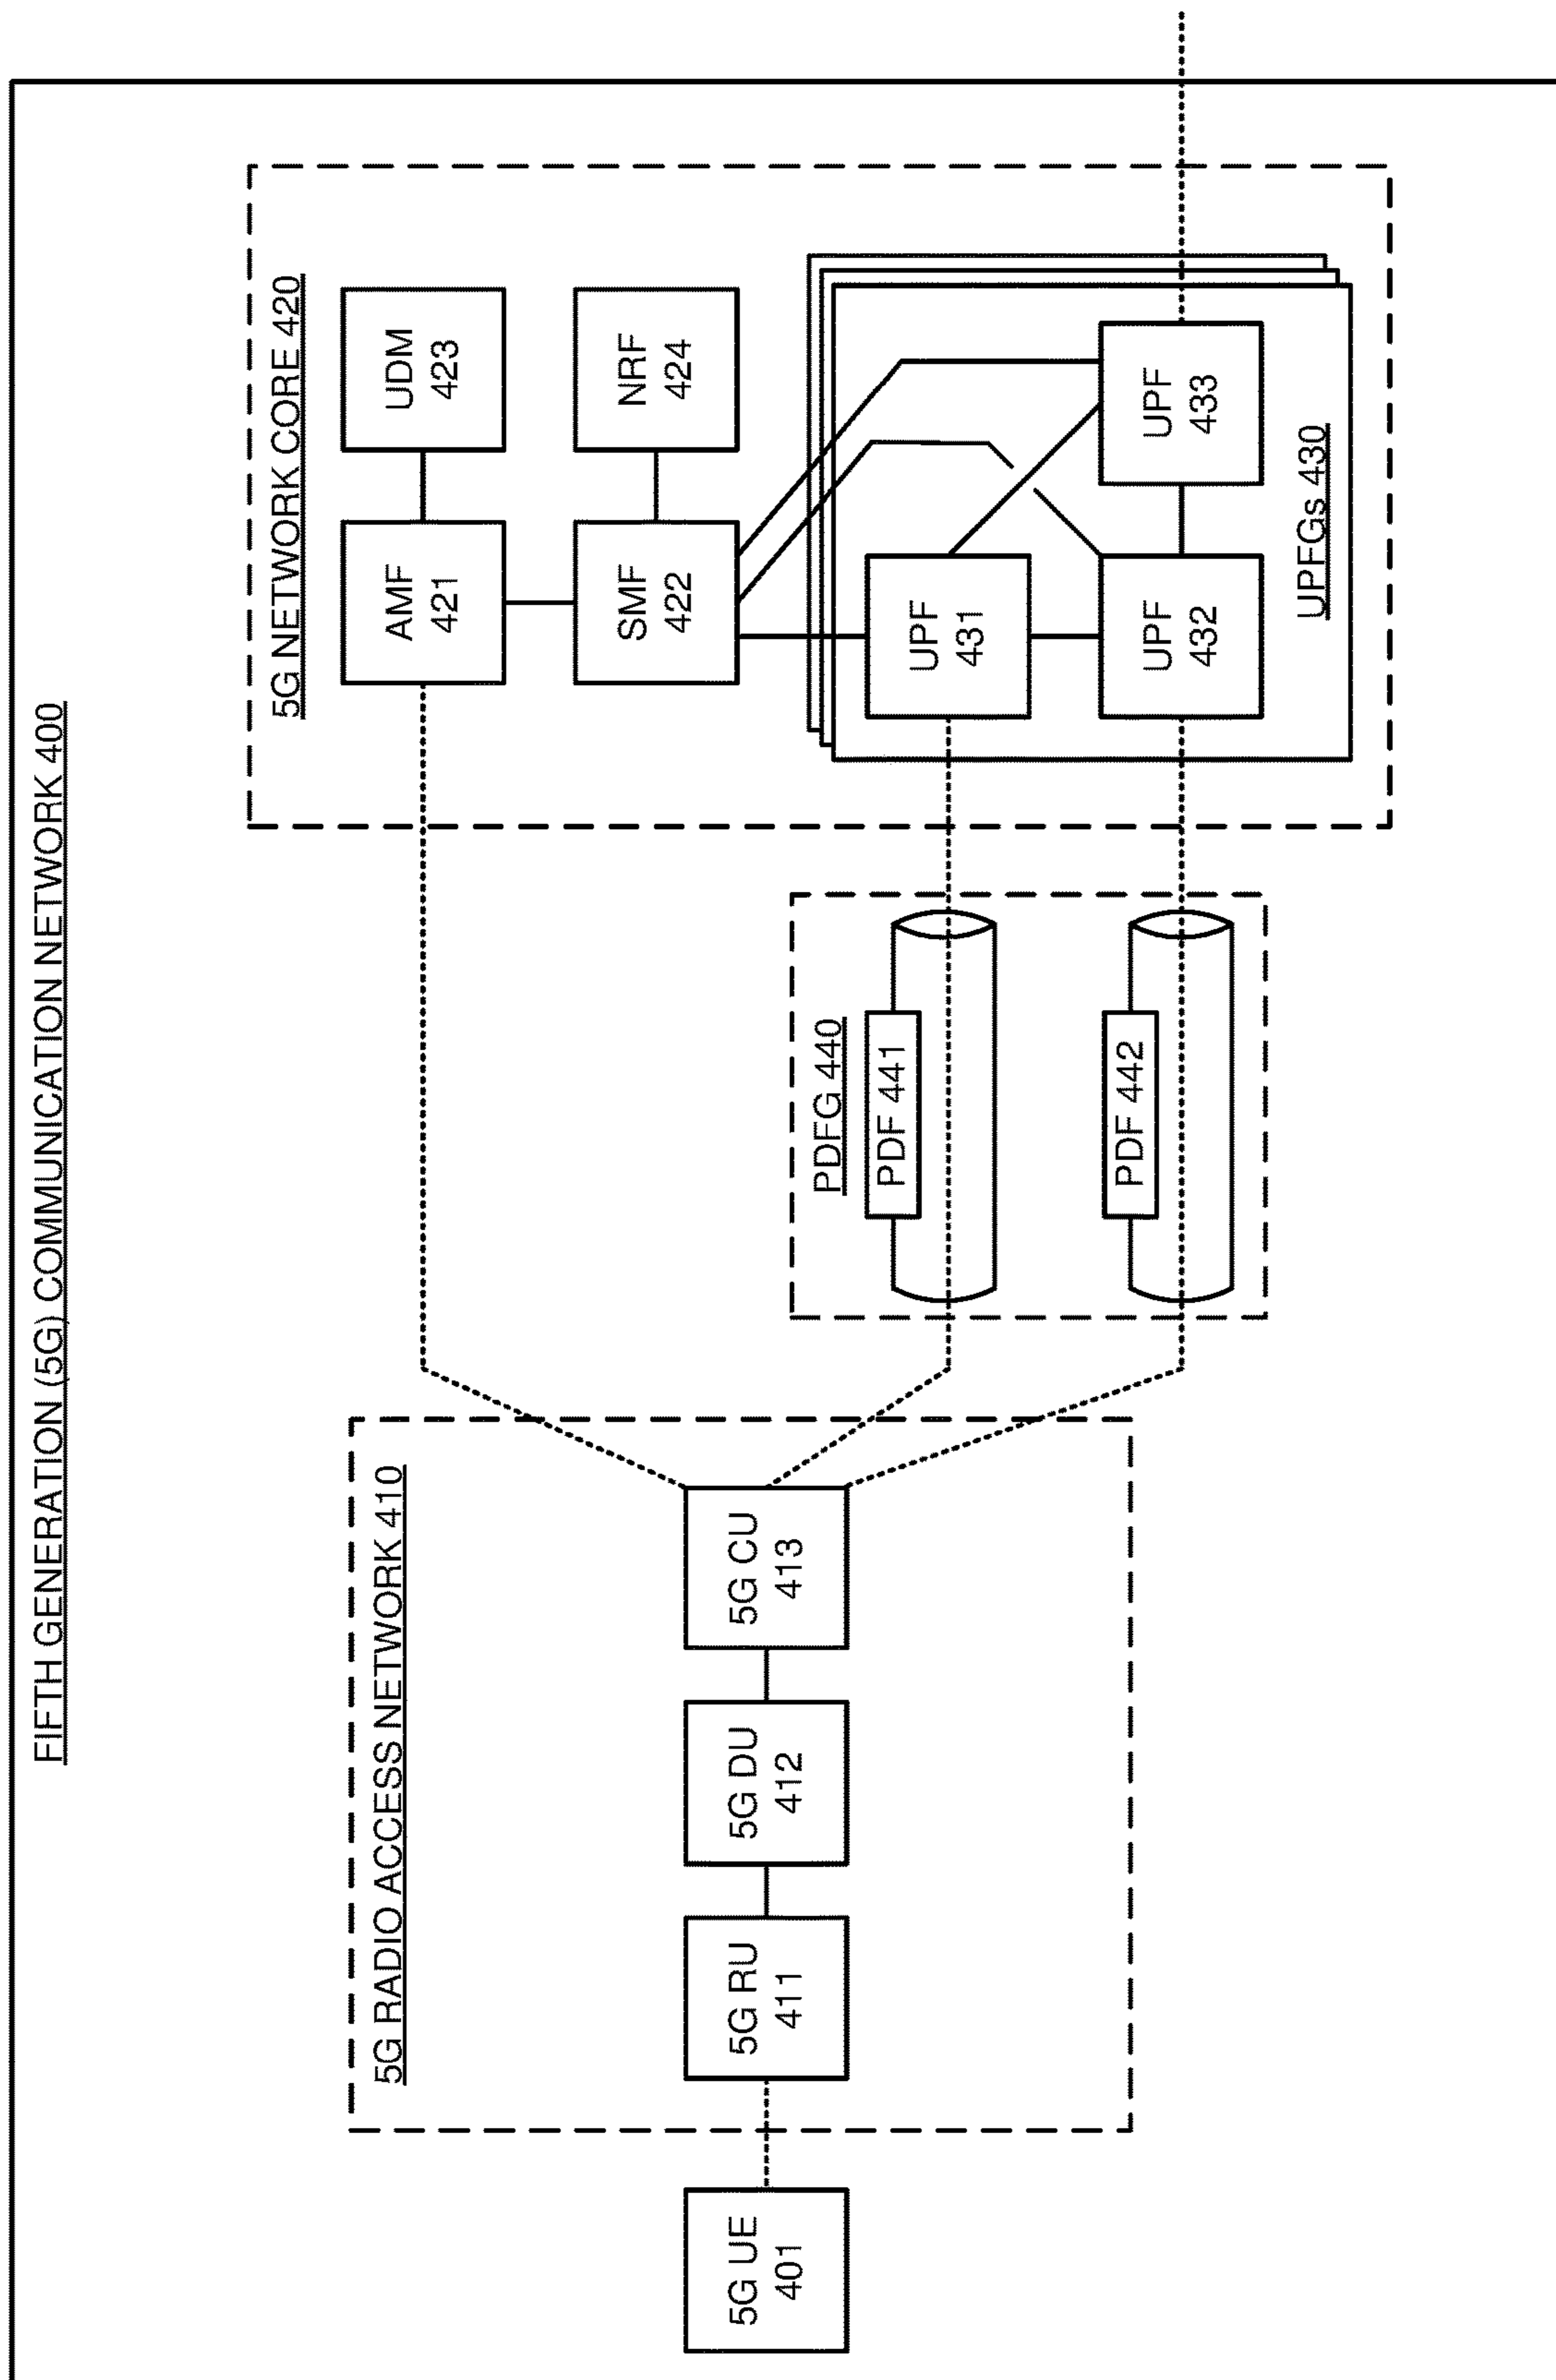 FIFTH GENERATION (5G) COMMUNICATION NETWORK 400
5G RADIO ACCESS NETWORK 410
5G UE
401
5G RU
411
5G DU
412
5G CU
413
PDFG 440
PDF 441
PDF 442
5G NETWORK CORE 420
AMF
421
UDM
423
SMF
422
NRF
424
UPF
431
UPF
432
UPF
433
UPFGs 430